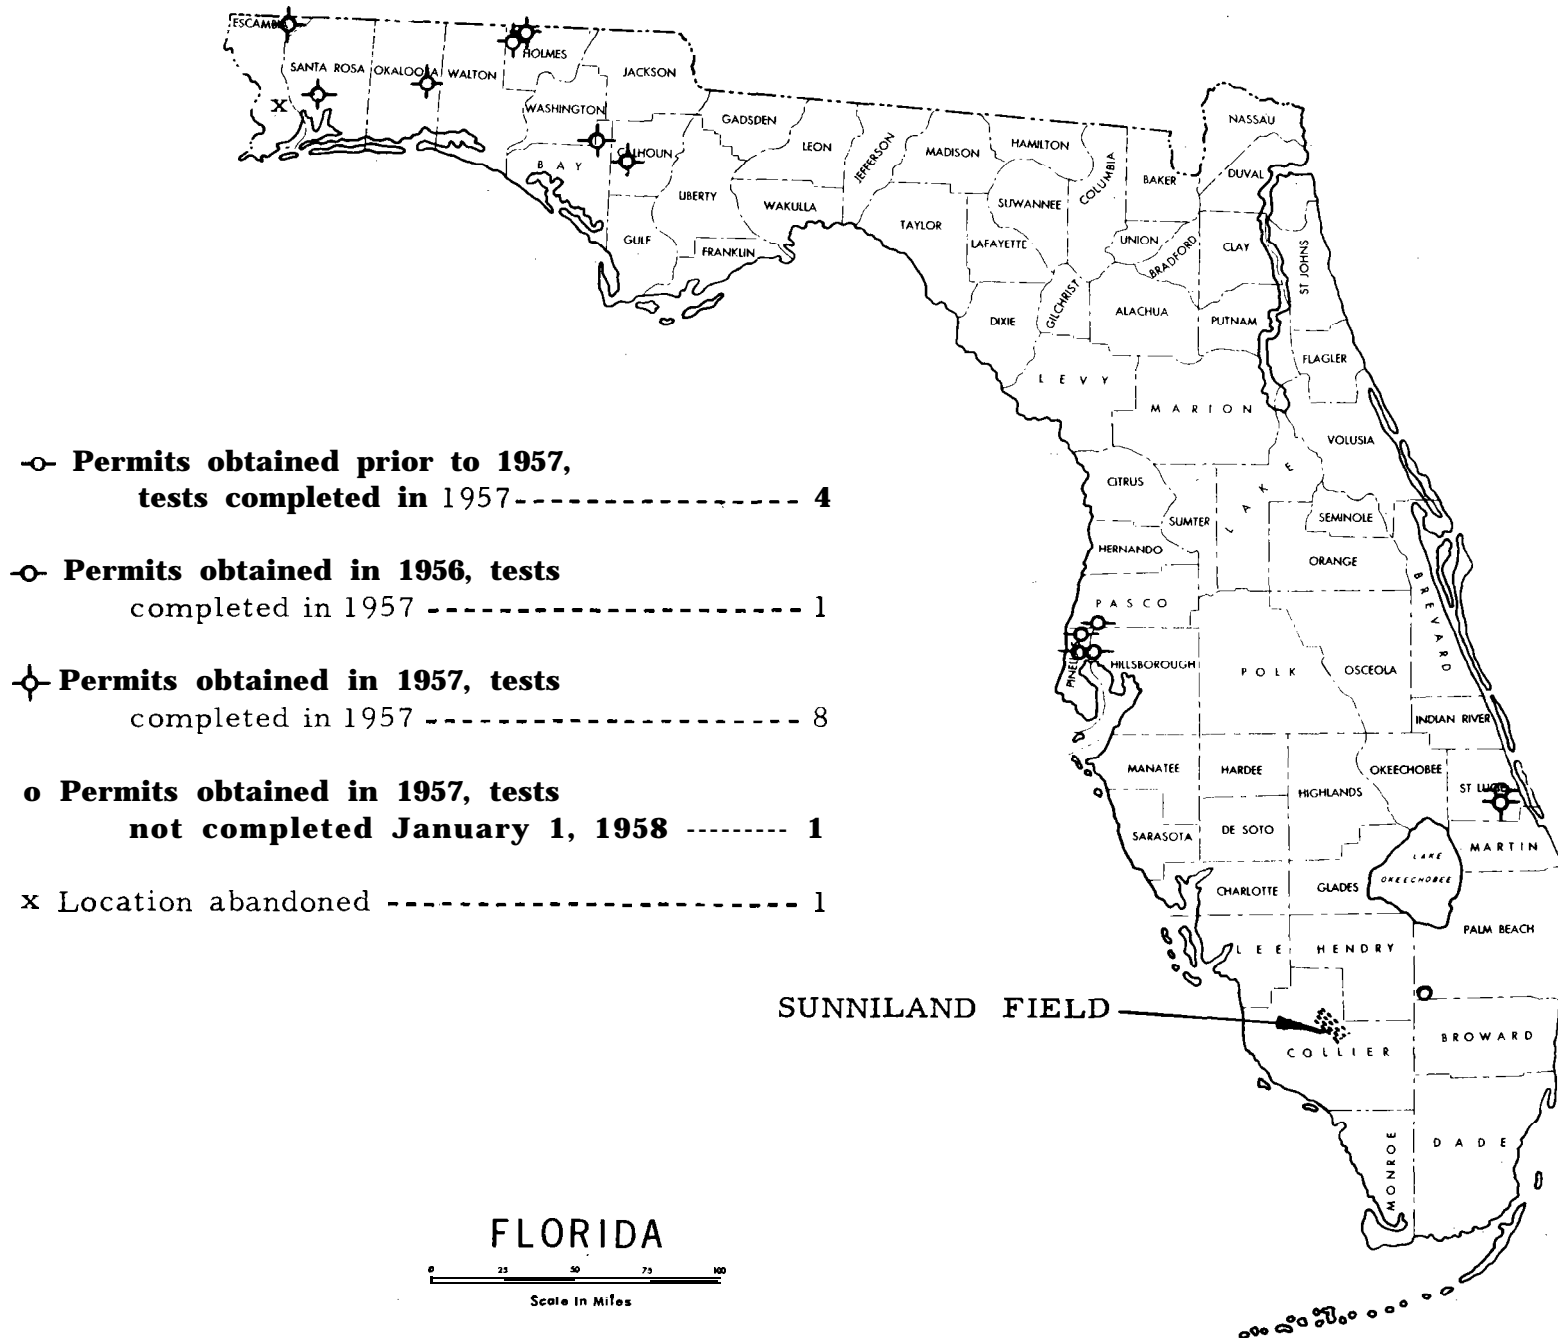 ESCAMBIA
SANTA ROSA
OKALOOSA
WALTON
HOLMES
JACKSON
WASHINGTON
BAY
CALHOUN
GADSDEN
LEON
JEFFERSON
MADISON
HAMILTON
COLUMBIA
BAKER
NASSAU
DUVAL
LIBERTY
WAKULLA
GULF
FRANKLIN
TAYLOR
SUWANNEE
LAFAYETTE
UNION
BRADFORD
CLAY
ST JOHNS
DIXIE
GILCHRIST
ALACHUA
PUTNAM
FLAGLER
LEVY
MARION
VOLUSIA
-o- Permits obtained prior to 1957,
tests completed in 1957 --------------- 4
-o- Permits obtained in 1956, tests
completed in 1957 -------------------- 1
-o- Permits obtained in 1957, tests
completed in 1957 -------------------- 8
o Permits obtained in 1957, tests
not completed January 1, 1958 --------- 1
x Location abandoned ---------------------- 1
CITRUS
SUMTER
LAKE
SEMINOLE
HERNANDO
ORANGE
PASCO
BREVARD
PINELLAS
HILLSBOROUGH
POLK
OSCEOLA
INDIAN RIVER
MANATEE
HARDEE
HIGHLANDS
OKEECHOBEE
ST LUCIE
SARASOTA
DE SOTO
MARTIN
LAKE
OKEECHOBEE
CHARLOTTE
GLADES
PALM BEACH
LEE
HENDRY
SUNNILAND FIELD
COLLIER
BROWARD
MONROE
DADE
x
FLORIDA
0 25 50 75 100
Scale In Miles